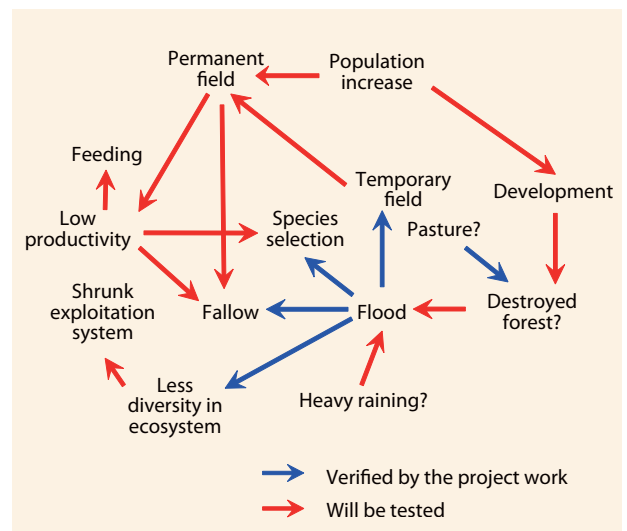 Permanent
field
Population
increase
Feeding
Temporary
field
Development
Low
productivity
Species
selection
Pasture?
Shrunk
exploitation
system
Fallow
Flood
Destroyed
forest?
Less
diversity in
ecosystem
Heavy raining?
Verified by the project work
Will be tested